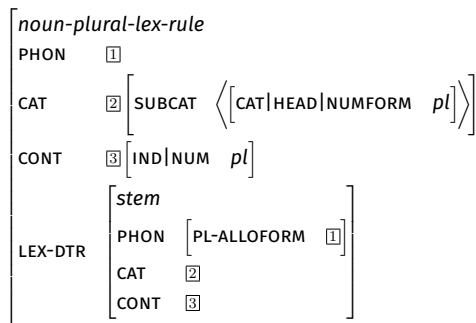 noun-plural-lex-rule
PHON 1
CAT 2 [SUBCAT ⟨[CAT|HEAD|NUMFORM pl]⟩]
CONT 3 [IND|NUM pl]
stem
PHON [PL-ALLOFORM 1]
LEX-DTR
CAT 2
CONT 3